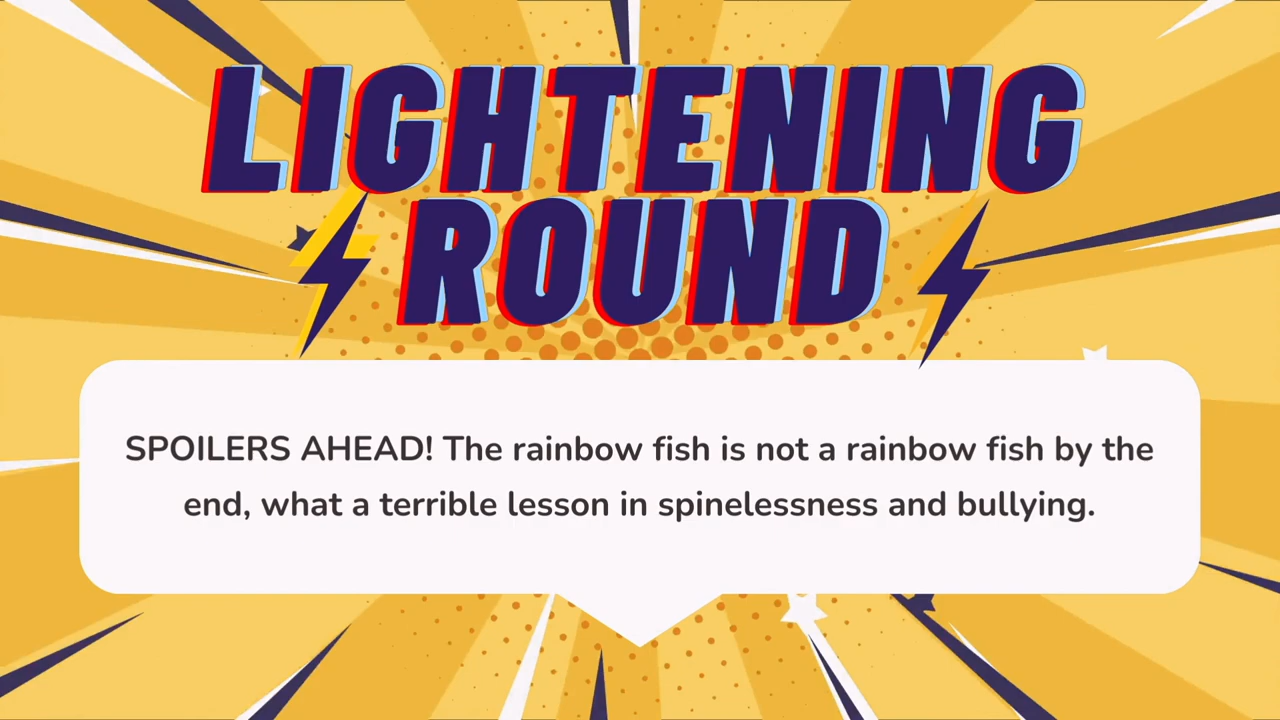 LIGHTENING
ROUND
SPOILERS AHEAD! The rainbow fish is not a rainbow fish by the
end, what a terrible lesson in spinelessness and bullying.